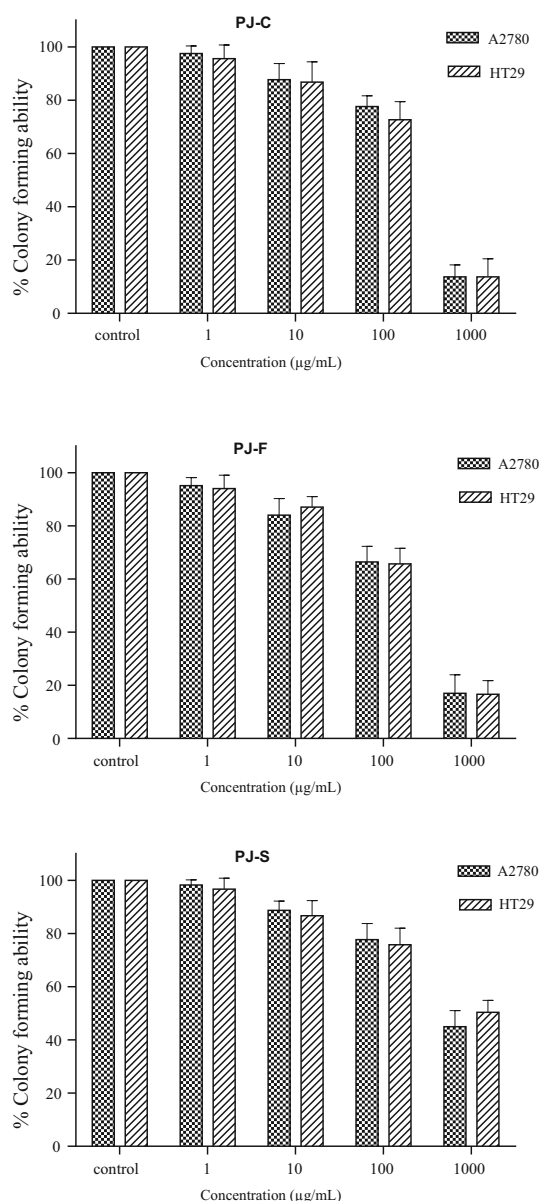 PJ-C
A2780
HT29
% Colony forming ability
100
80
60
40
20
0
control 1 10 100 1000
Concentration (µg/mL)
PJ-F
A2780
HT29
% Colony forming ability
100
80
60
40
20
0
control 1 10 100 1000
Concentration (µg/mL)
PJ-S
A2780
HT29
% Colony forming ability
100
80
60
40
20
0
control 1 10 100 1000
Concentration (µg/mL)